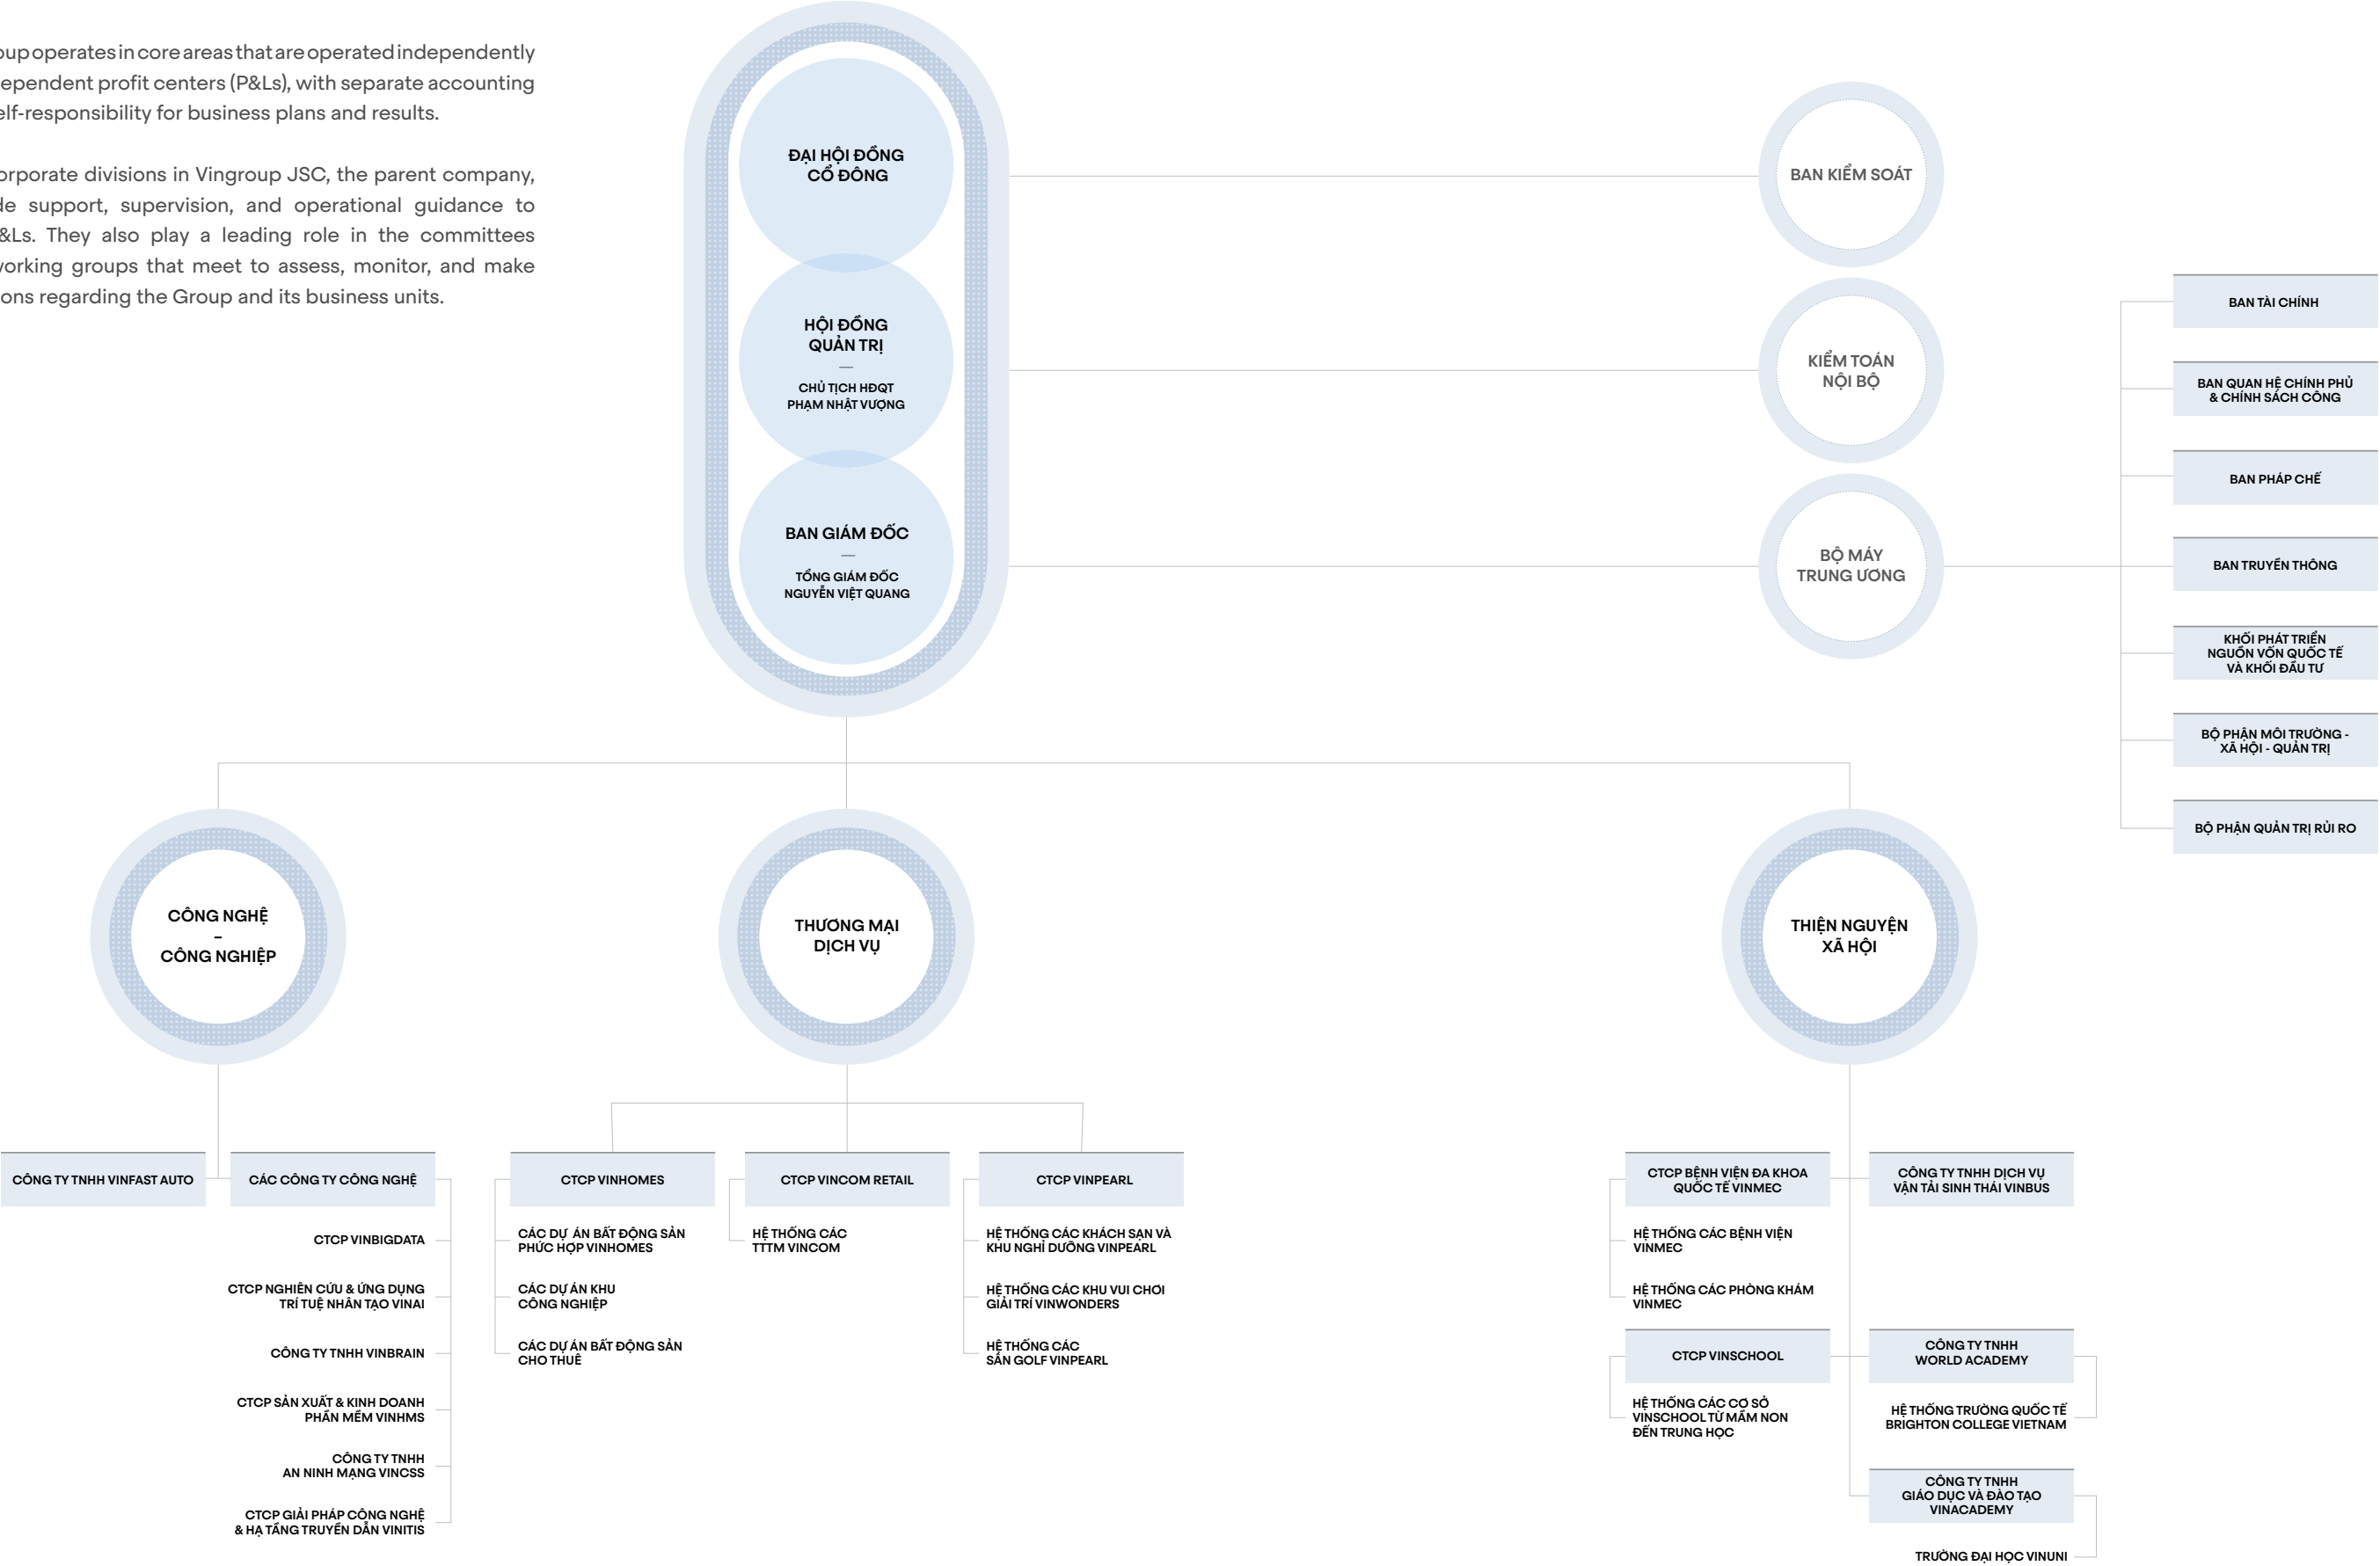 oup operates in core areas that are operated independently
ependent profit centers (P&Ls), with separate accounting
elf-responsibility for business plans and results.
orporate divisions in Vingroup JSC, the parent company,
de support, supervision, and operational guidance to
&Ls. They also play a leading role in the committees
working groups that meet to assess, monitor, and make
ons regarding the Group and its business units.
ĐẠI HỘI ĐỒNG
CỔ ĐÔNG
HỘI ĐỒNG
QUẢN TRỊ
—
CHỦ TỊCH HĐQT
PHẠM NHẬT VƯỢNG
BAN GIÁM ĐỐC
—
TỔNG GIÁM ĐỐC
NGUYỄN VIỆT QUANG
BAN KIỂM SOÁT
KIỂM TOÁN
NỘI BỘ
BỘ MÁY
TRUNG ƯƠNG
BAN TÀI CHÍNH
BAN QUAN HỆ CHÍNH PHỦ
& CHÍNH SÁCH CÔNG
BAN PHÁP CHẾ
BAN TRUYỀN THÔNG
KHỐI PHÁT TRIỂN
NGUỒN VỐN QUỐC TẾ
VÀ KHỐI ĐẦU TƯ
BỘ PHẬN MÔI TRƯỜNG -
XÃ HỘI - QUẢN TRỊ
BỘ PHẬN QUẢN TRỊ RỦI RO
CÔNG NGHỆ
–
CÔNG NGHIỆP
THƯƠNG MẠI
DỊCH VỤ
THIỆN NGUYỆN
XÃ HỘI
CÔNG TY TNHH VINFAST AUTO
CÁC CÔNG TY CÔNG NGHỆ
CTCP VINBIGDATA
CTCP NGHIÊN CỨU & ỨNG DỤNG
TRÍ TUỆ NHÂN TẠO VINAI
CÔNG TY TNHH VINBRAIN
CTCP SẢN XUẤT & KINH DOANH
PHẦN MỀM VINHMS
CÔNG TY TNHH
AN NINH MẠNG VINCSS
CTCP GIẢI PHÁP CÔNG NGHỆ
& HẠ TẦNG TRUYỀN DẪN VINITIS
CTCP VINHOMES
CÁC DỰ ÁN BẤT ĐỘNG SẢN
PHỨC HỢP VINHOMES
CÁC DỰ ÁN KHU
CÔNG NGHIỆP
CÁC DỰ ÁN BẤT ĐỘNG SẢN
CHO THUÊ
CTCP VINCOM RETAIL
HỆ THỐNG CÁC
TTTM VINCOM
CTCP VINPEARL
HỆ THỐNG CÁC KHÁCH SẠN VÀ
KHU NGHỈ DƯỠNG VINPEARL
HỆ THỐNG CÁC KHU VUI CHƠI
GIẢI TRÍ VINWONDERS
HỆ THỐNG CÁC
SÂN GOLF VINPEARL
CTCP BỆNH VIỆN ĐA KHOA
QUỐC TẾ VINMEC
HỆ THỐNG CÁC BỆNH VIỆN
VINMEC
HỆ THỐNG CÁC PHÒNG KHÁM
VINMEC
CÔNG TY TNHH DỊCH VỤ
VẬN TẢI SINH THÁI VINBUS
CTCP VINSCHOOL
HỆ THỐNG CÁC CƠ SỞ
VINSCHOOL TỪ MẦM NON
ĐẾN TRUNG HỌC
CÔNG TY TNHH
WORLD ACADEMY
HỆ THỐNG TRƯỜNG QUỐC TẾ
BRIGHTON COLLEGE VIETNAM
CÔNG TY TNHH
GIÁO DỤC VÀ ĐÀO TẠO
VINACADEMY
TRƯỜNG ĐẠI HỌC VINUNI